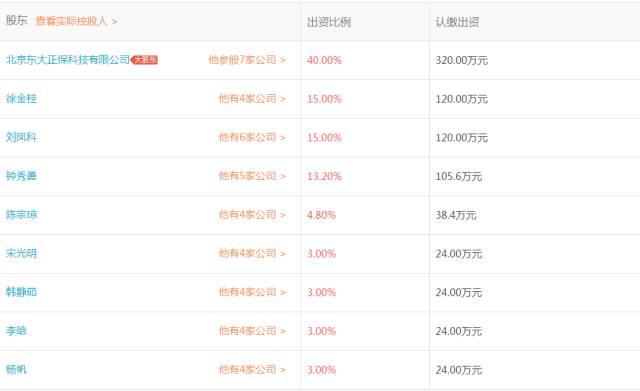 股东 查看实际控股人 > 出资比例 认缴出资
北京东大正保科技有限公司 大股东 他参股7家公司 > 40.00% 320.00万元
徐金桂 他有4家公司 > 15.00% 120.00万元
刘凤科 他有6家公司 > 15.00% 120.00万元
钟秀勇 他有5家公司 > 13.20% 105.6万元
陈宗琼 他有4家公司 > 4.80% 38.4万元
宋光明 他有4家公司 > 3.00% 24.00万元
韩静茹 他有4家公司 > 3.00% 24.00万元
李晗 他有4家公司 > 3.00% 24.00万元
杨帆 他有4家公司 > 3.00% 24.00万元